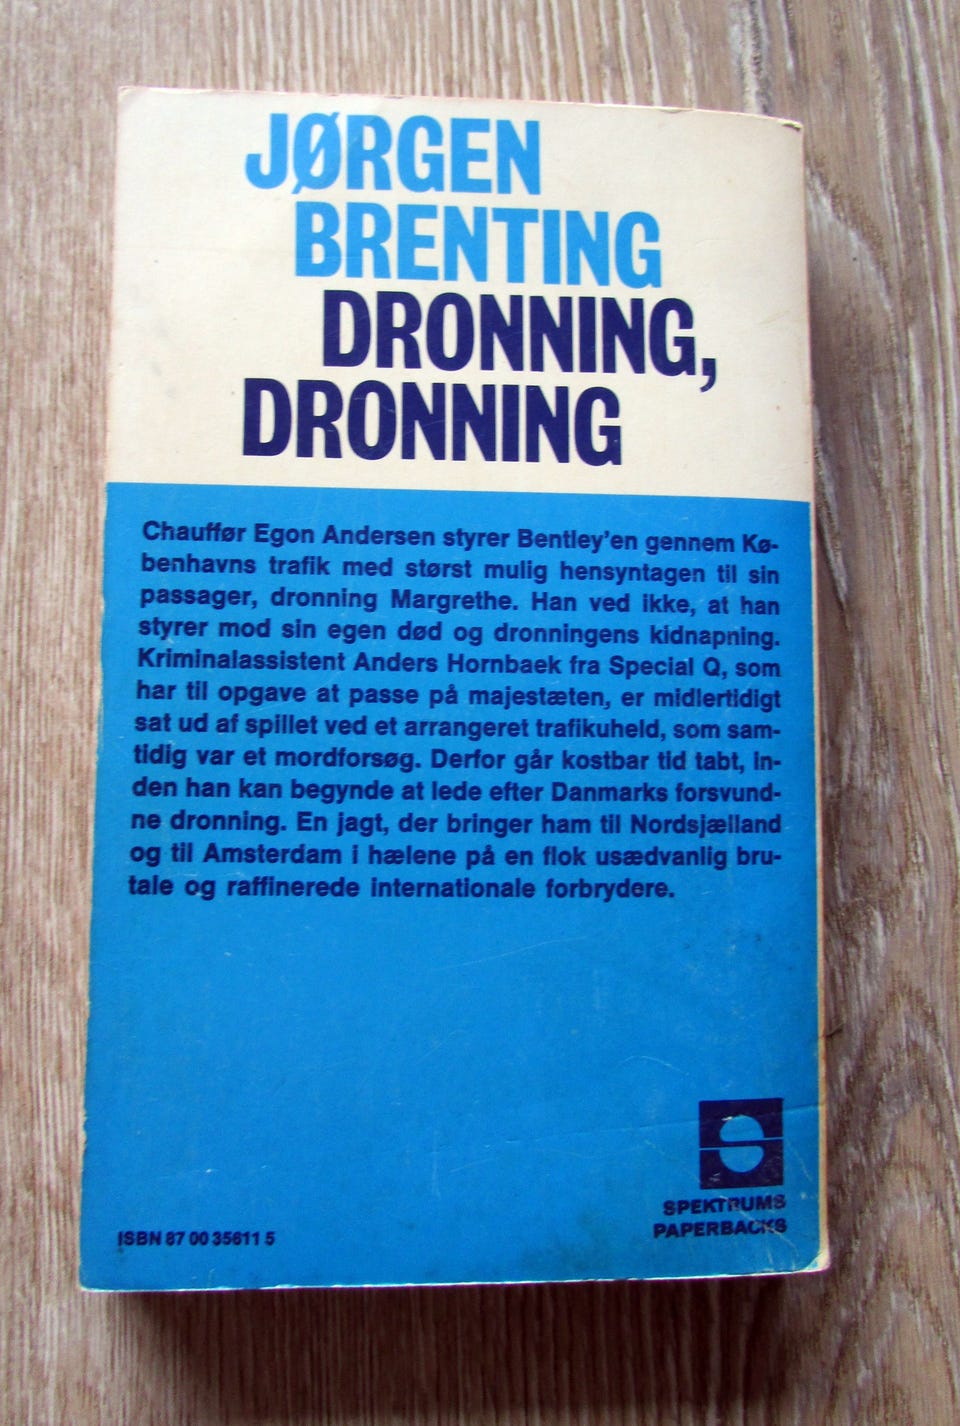 JØRGEN
BRENTING
DRONNING,
DRONNING
Chauffør Egon Andersen styrer Bentley'en gennem Kø-
benhavns trafik med størst mulig hensyntagen til sin
passager, dronning Margrethe. Han ved ikke, at han
styrer mod sin egen død og dronningens kidnapning.
Kriminalassistent Anders Hornbaek fra Special Q, som
har til opgave at passe på majestæten, er midlertidigt
sat ud af spillet ved et arrangeret trafikuheld, som sam-
tidig var et mordforsøg. Derfor går kostbar tid tabt, in-
den han kan begynde at lede efter Danmarks forsvund-
ne dronning. En jagt, der bringer ham til Nordsjælland
og til Amsterdam i hælene på en flok usædvanlig bru-
tale og raffinerede internationale forbrydere.
SPEKTRUMS
PAPERBACKS
ISBN 87 00 35611 5